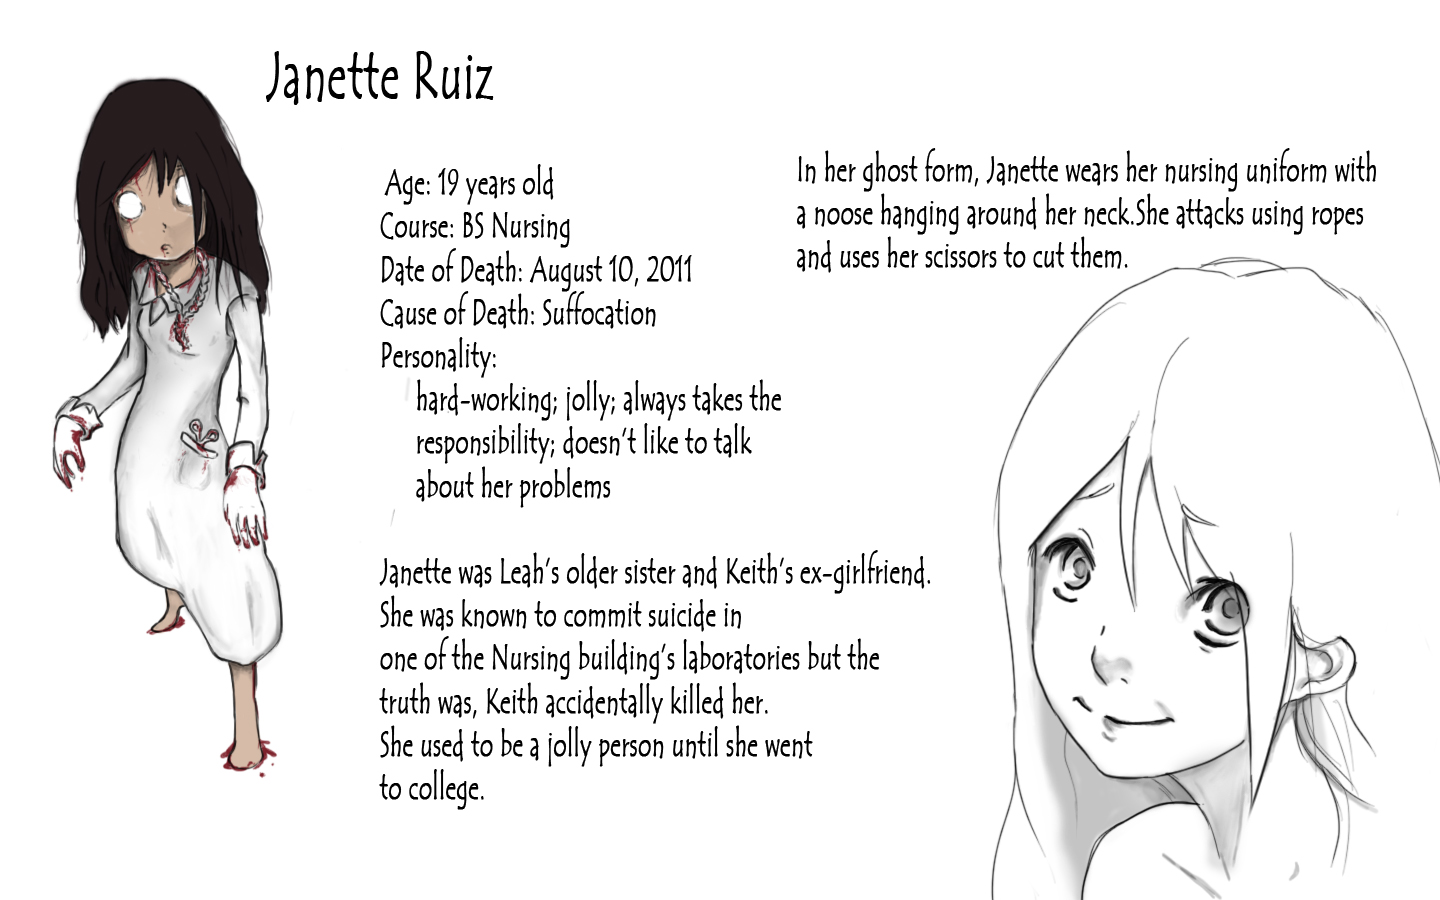 Janette Ruiz
Age: 19 years old
Course: BS Nursing
Date of Death: August 10, 2011
Cause of Death: Suffocation
Personality:
hard-working; jolly; always takes the
responsibility; doesn't like to talk
about her problems
Janette was Leah's older sister and Keith's ex-girlfriend.
She was known to commit suicide in
one of the Nursing building's laboratories but the
truth was, Keith accidentally killed her.
She used to be a jolly person until she went
to college.
In her ghost form, Janette wears her nursing uniform with
a noose hanging around her neck.She attacks using ropes
and uses her scissors to cut them.